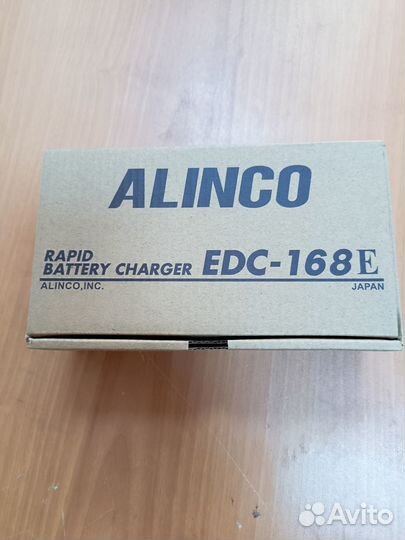 ALINCO
RAPID
BATTERY CHARGER EDC-168E
ALINCO,INC. JAPAN
Avito